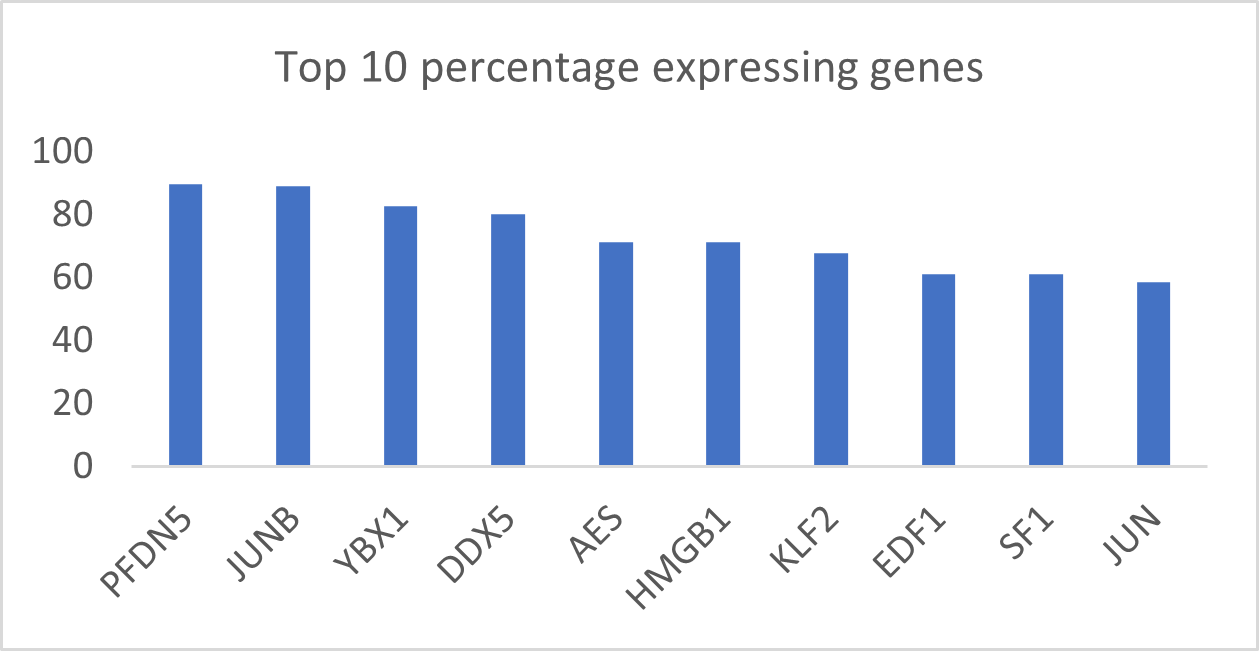 Top 10 percentage expressing genes
100
80
60
40
20
0
PFDN5
JUNB
YBX1
DDX5
AES
HMGB1
KLF2
EDF1
SF1
JUN